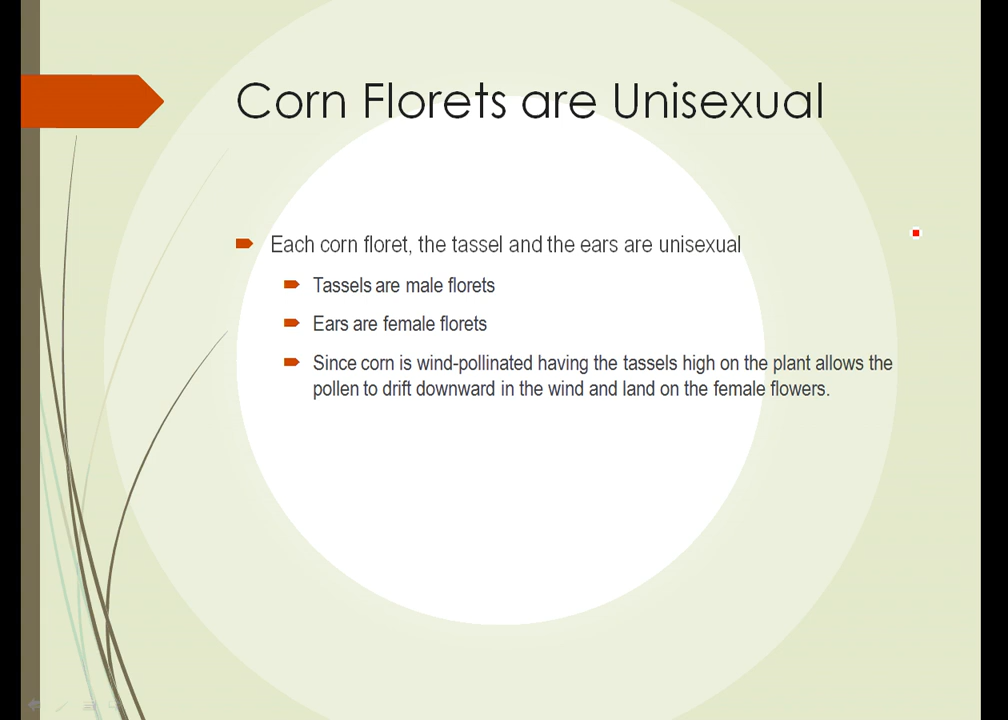 Corn Florets are Unisexual
Each corn floret, the tassel and the ears are unisexual
Tassels are male florets
Ears are female florets
Since corn is wind-pollinated having the tassels high on the plant allows the
pollen to drift downward in the wind and land on the female flowers.